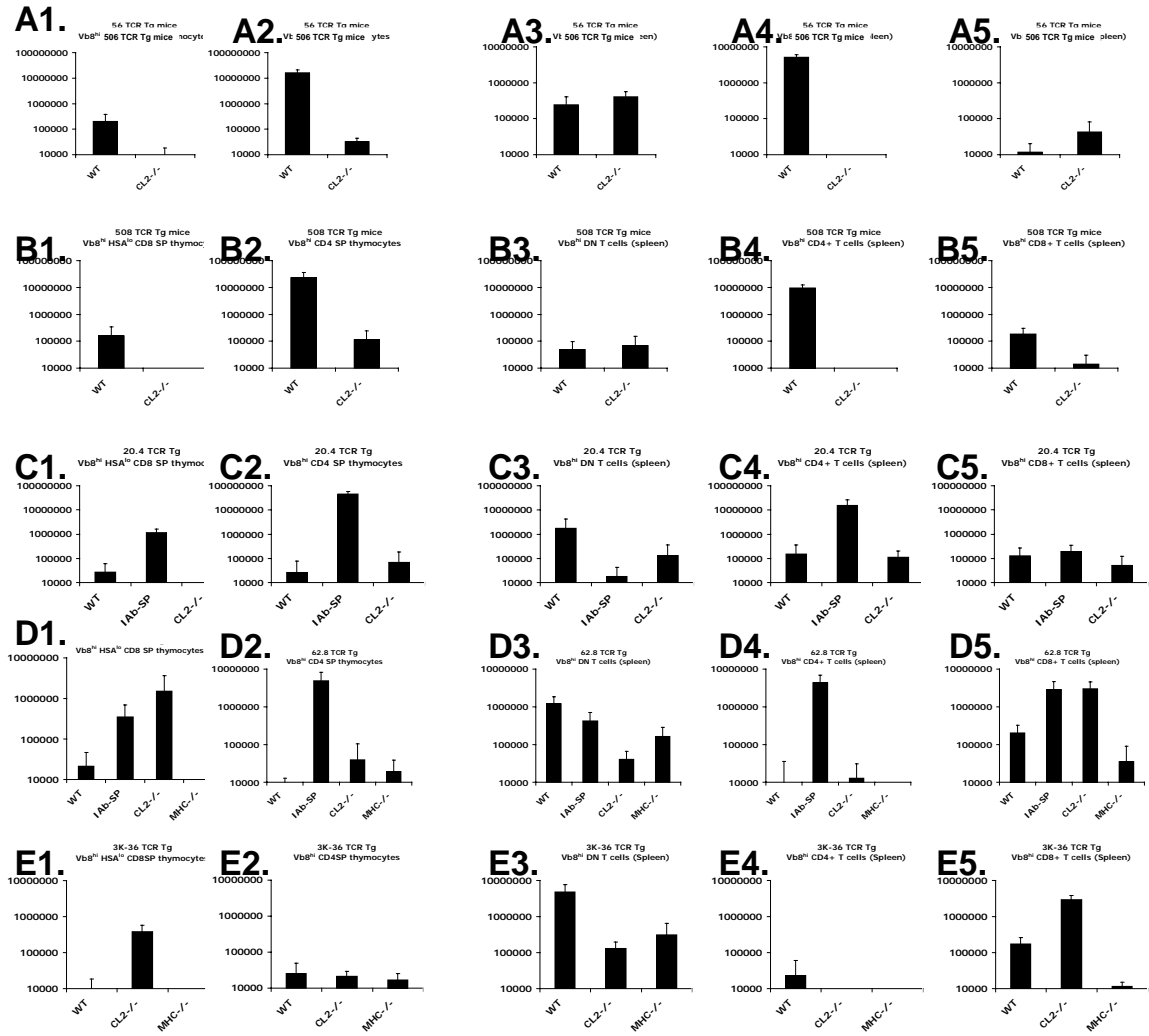 A1.
56 TCR Tg mice
Vb8hi 506 TCR Tg mice
100000000
10000000
1000000
100000
10000
WT
CL2-/-
A2.
56 TCR Tg mice
506 TCR Tg mice
100000000
10000000
1000000
100000
10000
WT
CL2-/-
A3.
56 TCR Tg mice
506 TCR Tg mice
10000000
1000000
100000
10000
WT
CL2-/-
A4.
56 TCR Tg mice
506 TCR Tg mice
10000000
1000000
100000
10000
WT
CL2-/-
A5.
56 TCR Tg mice
Vb 506 TCR Tg mice (spleen)
10000000
1000000
100000
10000
WT
CL2-/-
B1.
508 TCR Tg mice
Vb8hi HSAlo CD8 SP thymoc
100000000
10000000
1000000
100000
10000
WT
CL2-/-
B2.
508 TCR Tg mice
Vb8hi CD4 SP thymocytes
100000000
10000000
1000000
100000
10000
WT
CL2-/-
B3.
508 TCR Tg mice
Vb8hi DN T cells (spleen)
100000000
10000000
1000000
100000
10000
WT
CL2-/-
B4.
508 TCR Tg mice
Vb8hi CD4+ T cells (spleen)
100000000
10000000
1000000
100000
10000
WT
CL2-/-
B5.
508 TCR Tg mice
Vb8hi CD8+ T cells (spleen)
100000000
10000000
1000000
100000
10000
WT
CL2-/-
C1.
20.4 TCR Tg
Vb8hi HSAlo CD8 SP thymoc
100000000
10000000
1000000
100000
10000
WT
IAb-SP
CL2-/-
C2.
20.4 TCR Tg
Vb8hi CD4 SP thymocytes
100000000
10000000
1000000
100000
10000
WT
IAb-SP
CL2-/-
C3.
20.4 TCR Tg
Vb8hi DN T cells (spleen)
100000000
10000000
1000000
100000
10000
WT
IAb-SP
CL2-/-
C4.
20.4 TCR Tg
Vb8hi CD4+ T cells (spleen)
100000000
10000000
1000000
100000
10000
WT
IAb-SP
CL2-/-
C5.
20.4 TCR Tg
Vb8hi CD8+ T cells (spleen)
100000000
10000000
1000000
100000
10000
WT
IAb-SP
CL2-/-
D1.
Vb8hi HSAlo CD8 SP thymocytes
10000000
1000000
100000
10000
WT
IAb-SP
CL2-/-
MHC-/-
D2.
62.8 TCR Tg
Vb8hi CD4 SP thymocytes
10000000
1000000
100000
10000
WT
IAb-SP
CL2-/-
MHC-/-
D3.
62.8 TCR Tg
Vb8hi DN T cells (spleen)
10000000
1000000
100000
10000
WT
IAb-SP
CL2-/-
MHC-/-
D4.
62.8 TCR Tg
Vb8hi CD4+ T cells (spleen)
10000000
1000000
100000
10000
WT
IAb-SP
CL2-/-
MHC-/-
D5.
62.8 TCR Tg
Vb8hi CD8+ T cells (spleen)
10000000
1000000
100000
10000
WT
IAb-SP
CL2-/-
MHC-/-
E1.
3K-36 TCR Tg
Vb8hi HSAlo CD8SP thymocytes
10000000
1000000
100000
10000
WT
CL2-/-
MHC-/-
E2.
3K-36 TCR Tg
Vb8hi CD4SP thymocytes
10000000
1000000
100000
10000
WT
CL2-/-
MHC-/-
E3.
3K-36 TCR Tg
Vb8hi DN T cells (Spleen)
10000000
1000000
100000
10000
WT
CL2-/-
MHC-/-
E4.
3K-36 TCR Tg
Vb8hi CD4+ T cells (Spleen)
10000000
1000000
100000
10000
WT
CL2-/-
MHC-/-
E5.
3K-36 TCR Tg
Vb8hi CD8+ T cells (Spleen)
10000000
1000000
100000
10000
WT
CL2-/-
MHC-/-